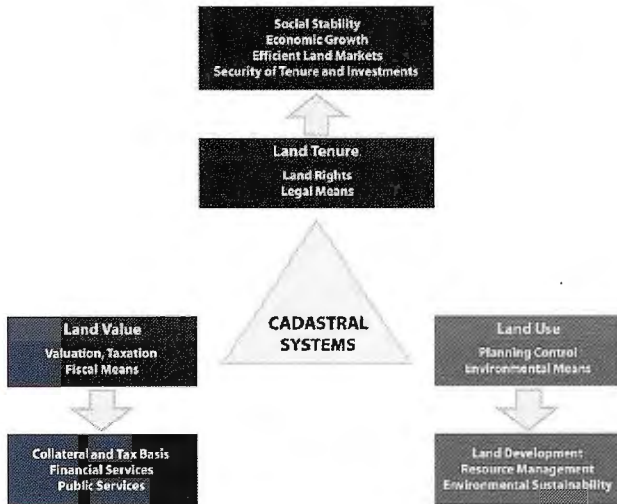 Social Stability
Economic Growth
Efficient Land Markets
Security of Tenure and Investments
Land Tenure
Land Rights
Legal Means
CADASTRAL
SYSTEMS
Land Value
Valuation, Taxation
Fiscal Means
Land Use
Planning Control
Environmental Means
Collateral and Tax Basis
Financial Services
Public Services
Land Development
Resource Management
Environmental Sustainability